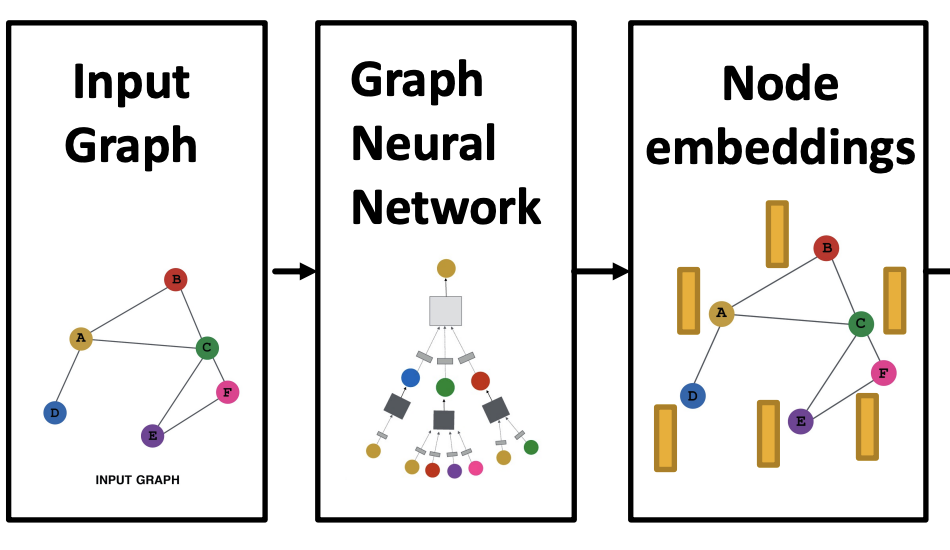 Input
Graph
B
A
C
F
D
E
INPUT GRAPH
Graph
Neural
Network
Node
embeddings
B
A
C
F
D
E